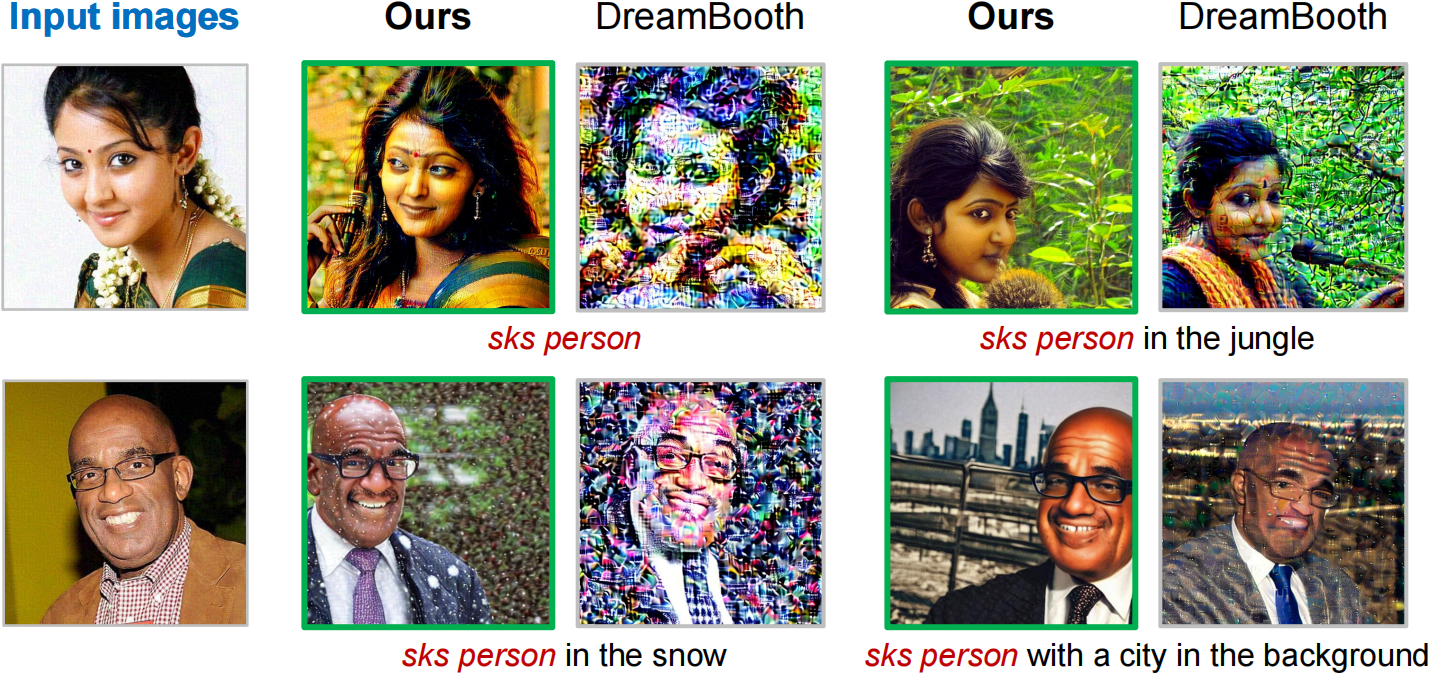 Input images Ours DreamBooth Ours DreamBooth
sks person sks person in the jungle
sks person in the snow sks person with a city in the background